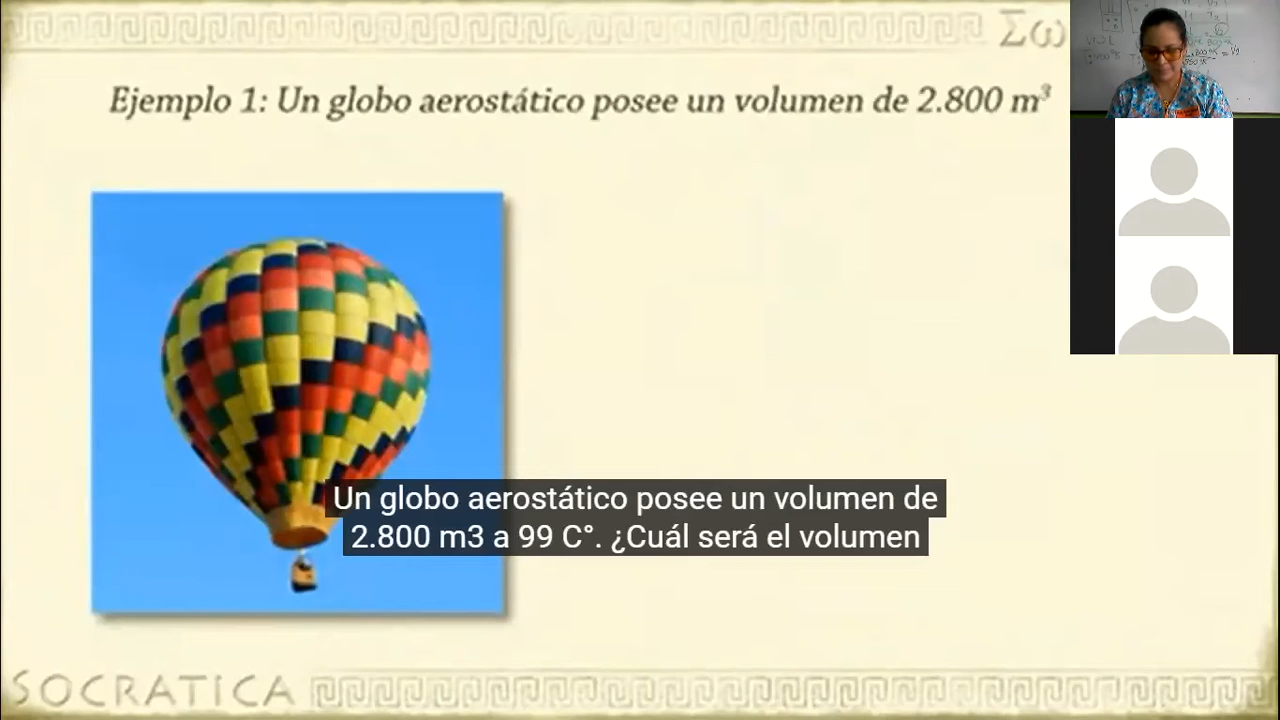 Σω
Ejemplo 1: Un globo aerostático posee un volumen de 2.800 m³
Un globo aerostático posee un volumen de
2.800 m3 a 99 C°. ¿Cuál será el volumen
SOCRATICA